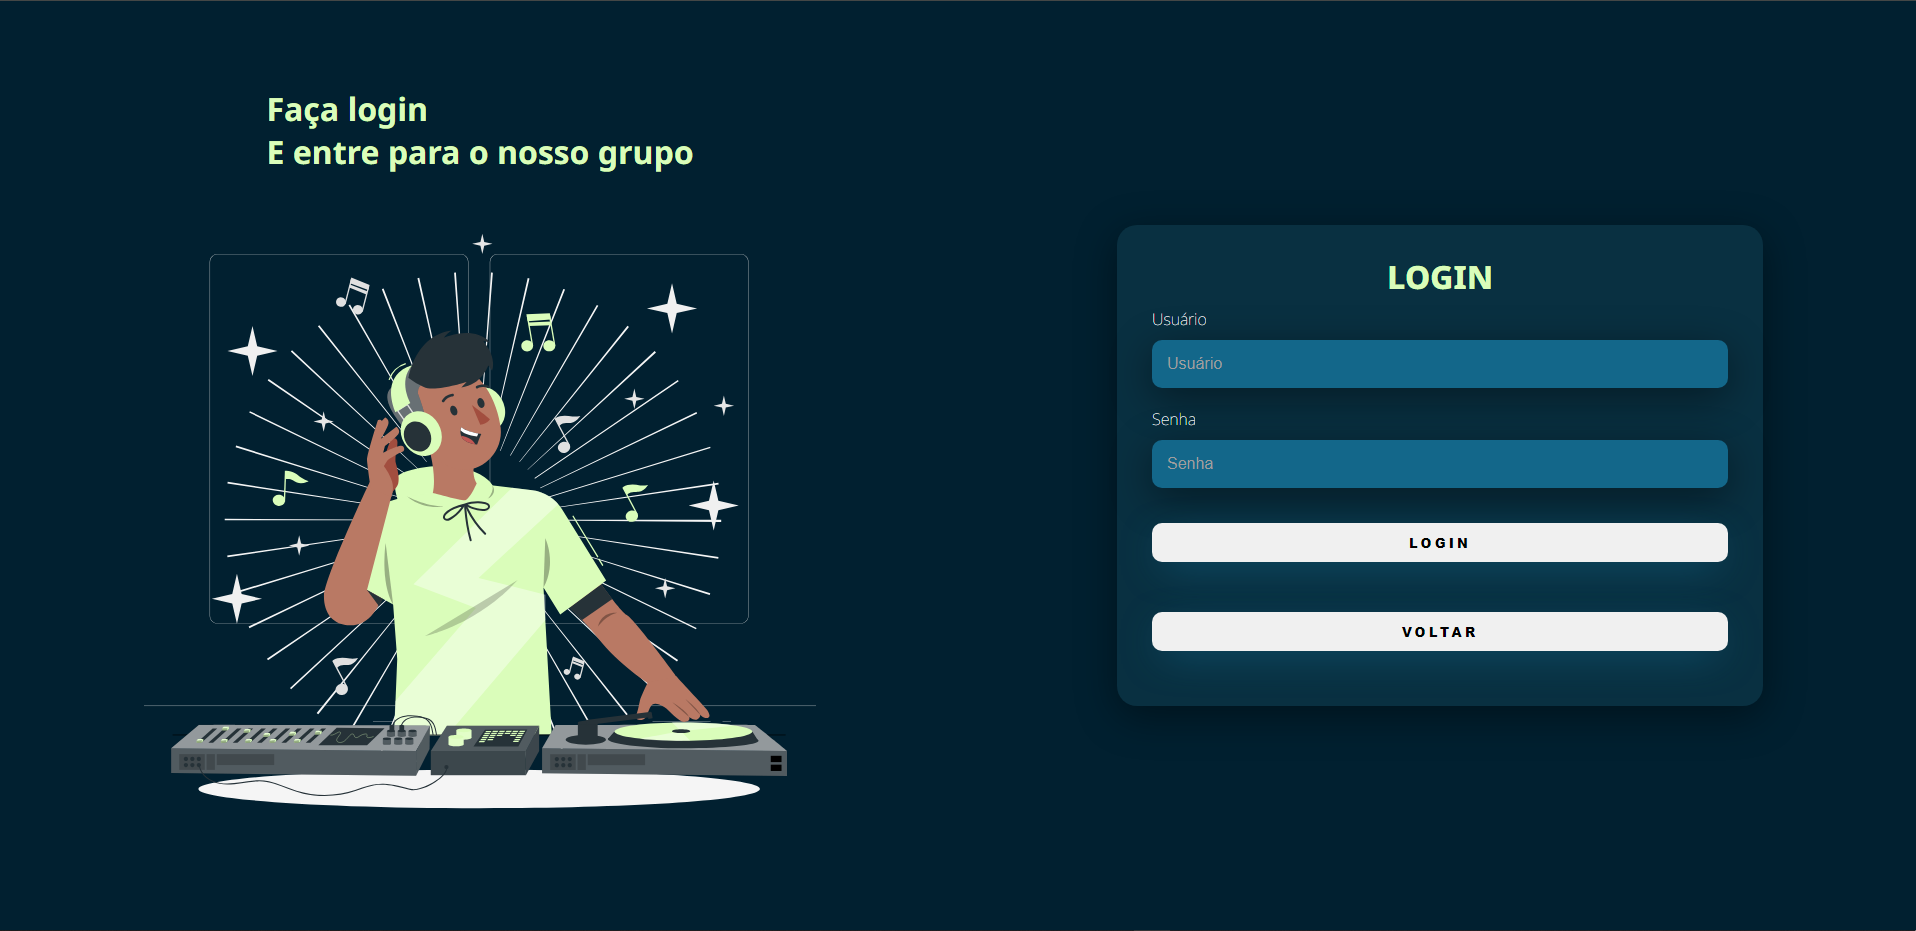 Faça login
E entre para o nosso grupo
LOGIN
Usuário
Usuário
Senha
Senha
LOGIN
VOLTAR